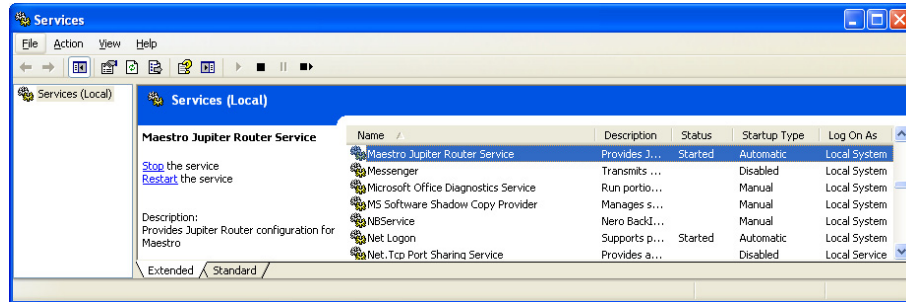 Services
File Action View Help
Services (Local)
Services (Local)
Maestro Jupiter Router Service
Stop the service
Restart the service
Description:
Provides Jupiter Router configuration for
Maestro
Name Description Status Startup Type Log On As
Maestro Jupiter Router Service Provides J... Started Automatic Local System
Messenger Transmits ... Disabled Local System
Microsoft Office Diagnostics Service Run portio... Manual Local System
MS Software Shadow Copy Provider Manages s... Manual Local System
NBService Nero BackI... Manual Local System
Net Logon Supports p... Started Automatic Local System
Net.Tcp Port Sharing Service Provides a... Disabled Local Service
Extended Standard